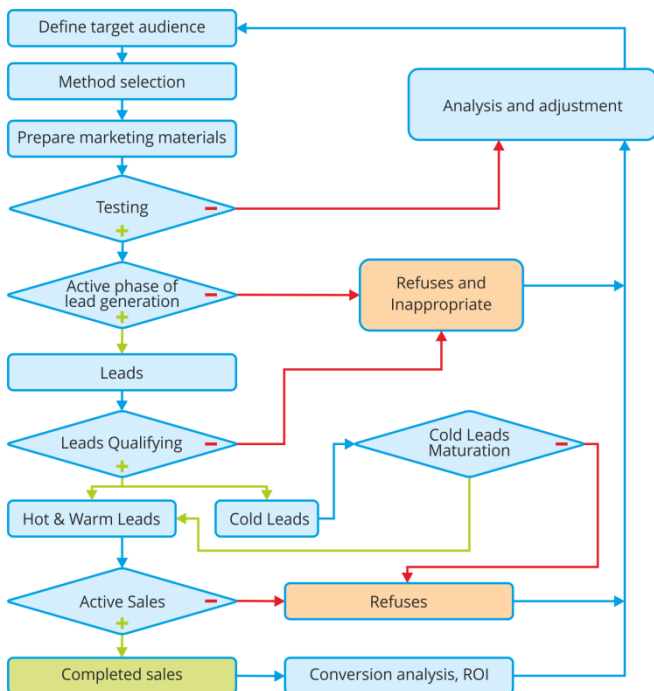 Define target audience
Method selection
Analysis and adjustment
Prepare marketing materials
Testing
−
+
Active phase of
lead generation
−
+
Refuses and
Inappropriate
Leads
Leads Qualifying
−
+
Cold Leads
Maturation
−
Hot & Warm Leads
Cold Leads
Active Sales
−
+
Refuses
Completed sales
Conversion analysis, ROI